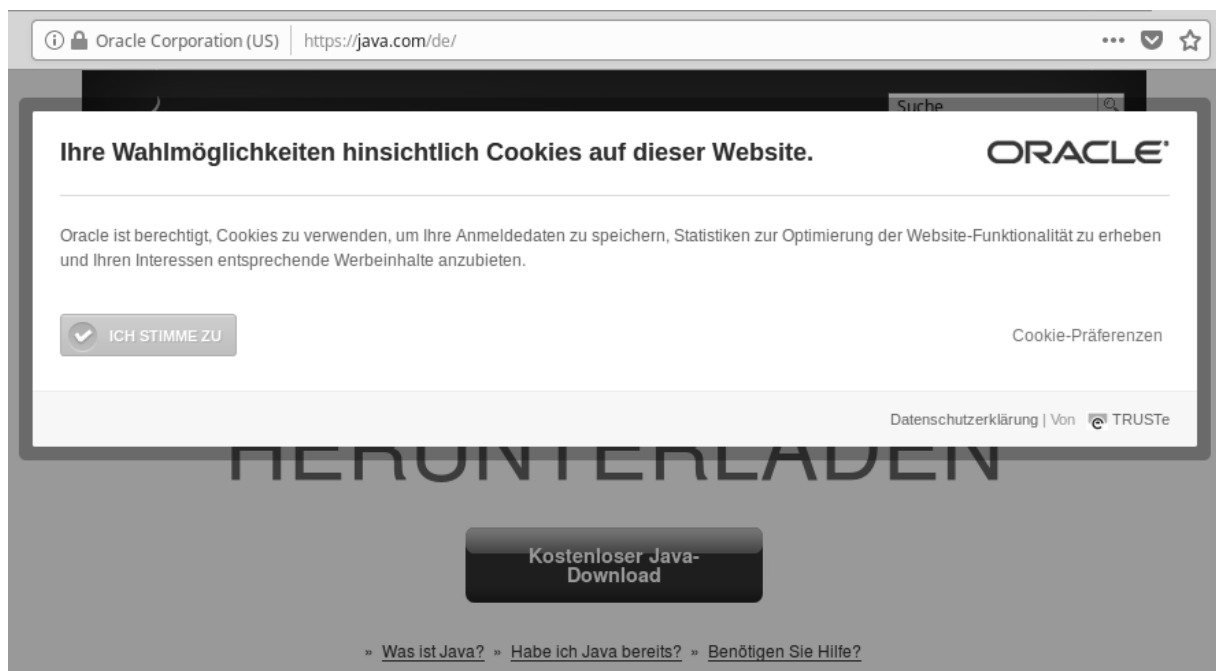 Oracle Corporation (US) https://java.com/de/
Suche
Ihre Wahlmöglichkeiten hinsichtlich Cookies auf dieser Website.
ORACLE
Oracle ist berechtigt, Cookies zu verwenden, um Ihre Anmeldedaten zu speichern, Statistiken zur Optimierung der Website-Funktionalität zu erheben
und Ihren Interessen entsprechende Werbeinhalte anzubieten.
ICH STIMME ZU
Cookie-Präferenzen
Datenschutzerklärung | Von TRUSTe
HERUNTERLADEN
Kostenloser Java-
Download
» Was ist Java? » Habe ich Java bereits? » Benötigen Sie Hilfe?